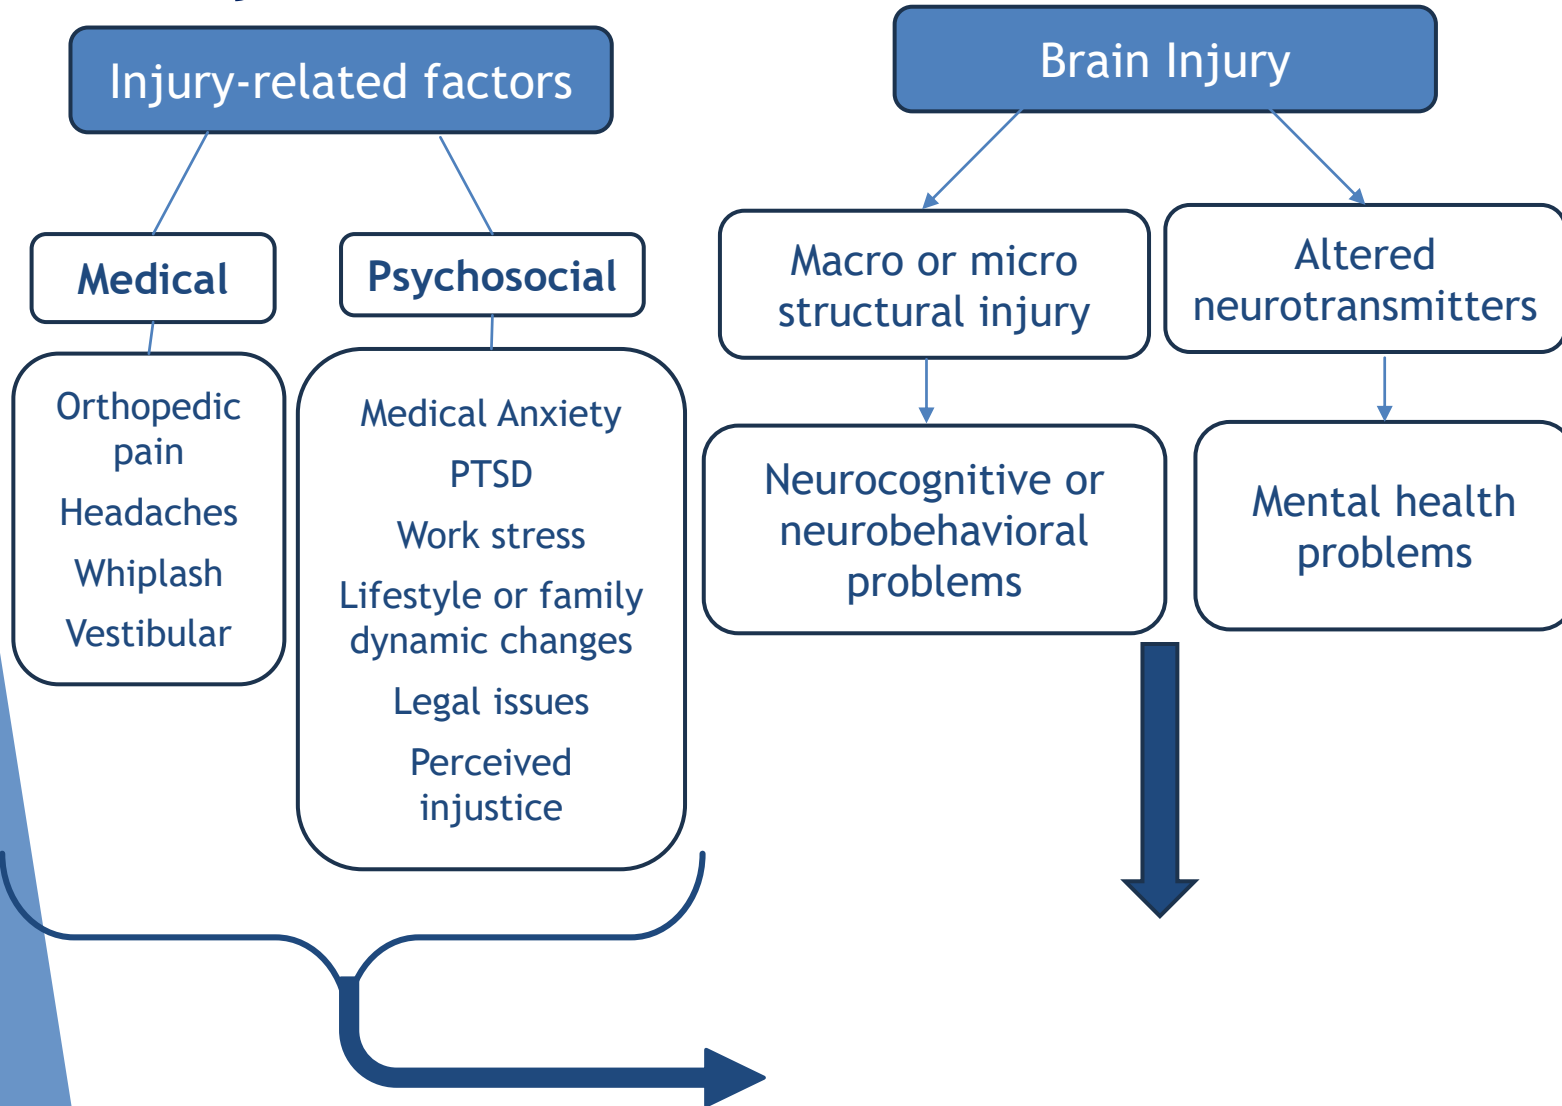 Injury-related factors
Medical
Psychosocial
Orthopedic
pain
Headaches
Whiplash
Vestibular
Medical Anxiety
PTSD
Work stress
Lifestyle or family
dynamic changes
Legal issues
Perceived
injustice
Brain Injury
Macro or micro
structural injury
Altered
neurotransmitters
Neurocognitive or
neurobehavioral
problems
Mental health
problems